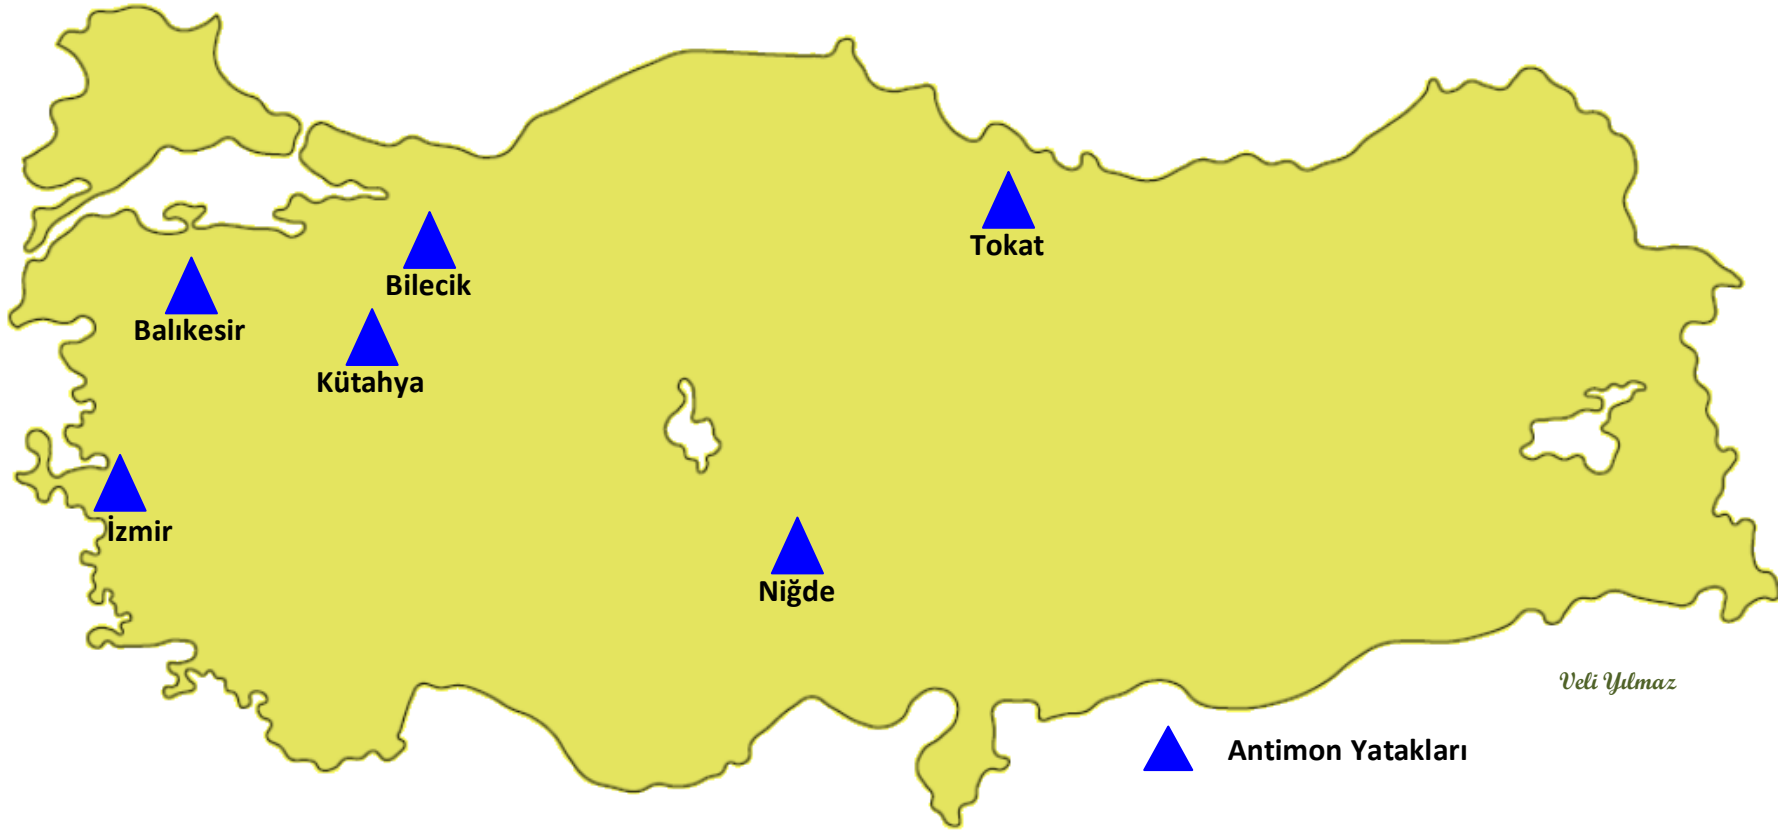 Tokat
Bilecik
Balıkesir
Kütahya
İzmir
Niğde
Veli Yılmaz
Antimon Yatakları